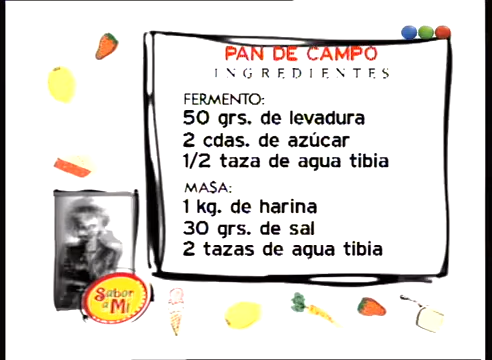 PAN DE CAMPO
INGREDIENTES
FERMENTO:
50 grs. de levadura
2 cdas. de azúcar
1/2 taza de agua tibia
MASA:
1 kg. de harina
30 grs. de sal
2 tazas de agua tibia
Sabor
a Mi